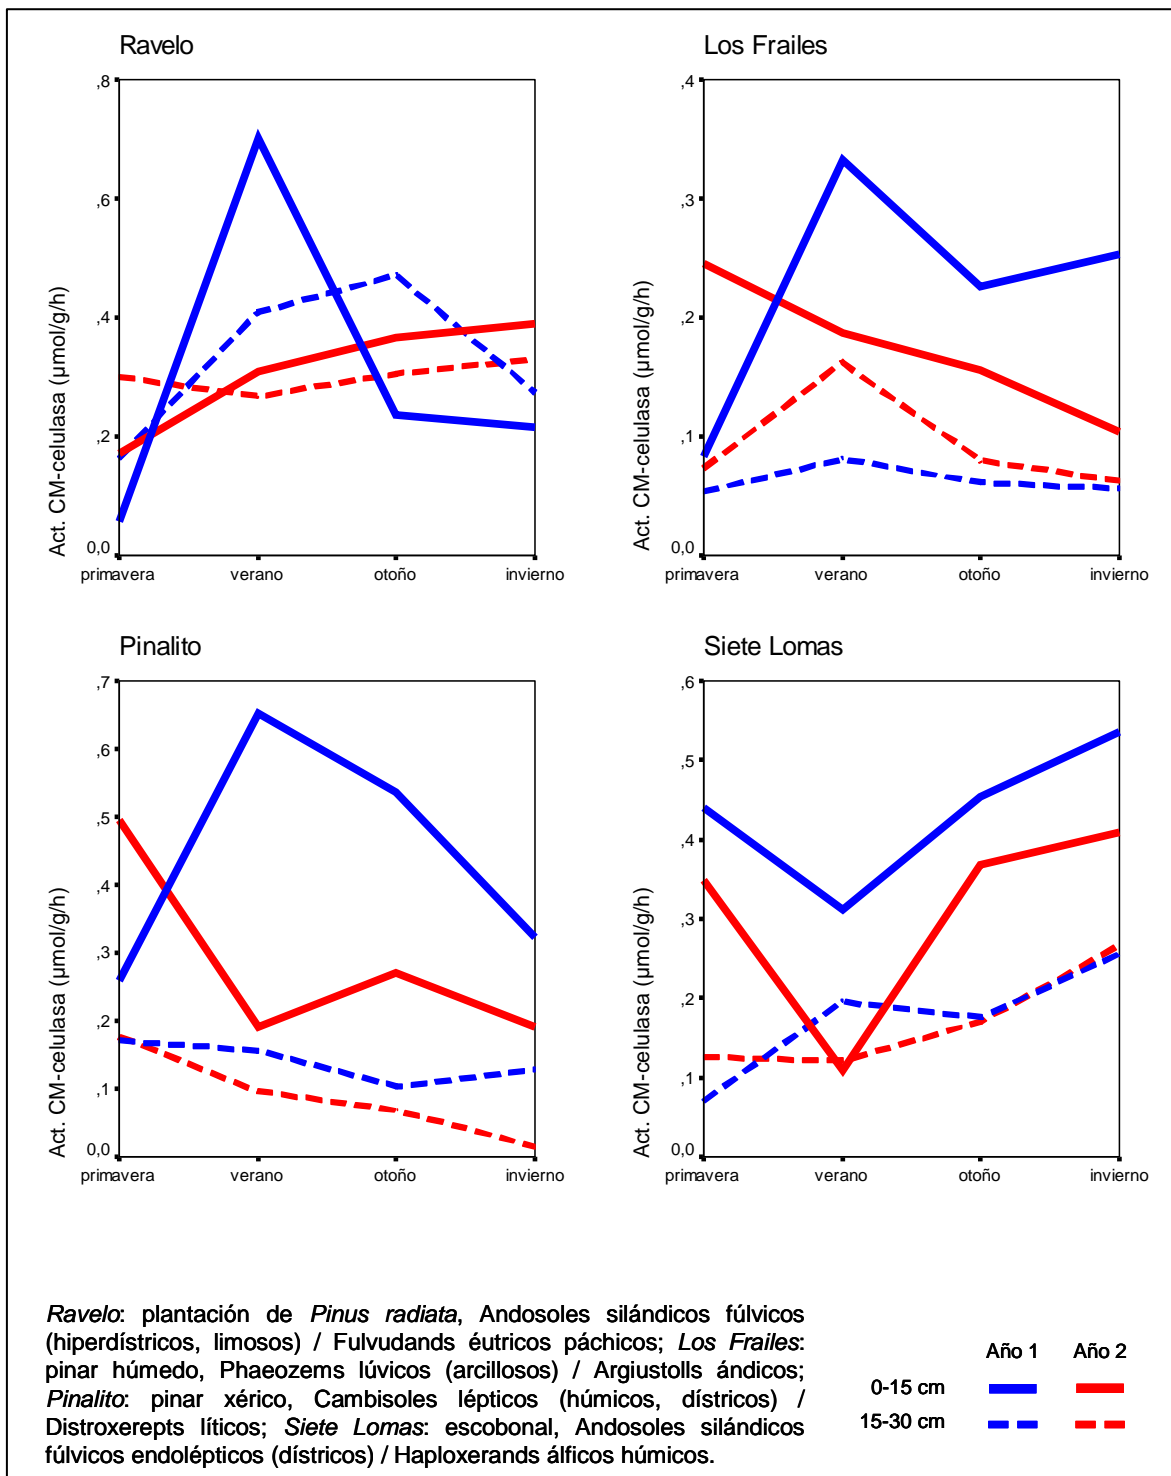 Ravelo
Act. CM-celulasa (µmol/g/h)
,8
,6
,4
,2
0,0
primavera verano otoño invierno
Los Frailes
Act. CM-celulasa (µmol/g/h)
,4
,3
,2
,1
0,0
primavera verano otoño invierno
Pinalito
Act. CM-celulasa (µmol/g/h)
,7
,6
,5
,4
,3
,2
,1
0,0
primavera verano otoño invierno
Siete Lomas
Act. CM-celulasa (µmol/g/h)
,6
,5
,4
,3
,2
,1
0,0
primavera verano otoño invierno
Ravelo: plantación de Pinus radiata, Andosoles silándicos fúlvicos
(hiperdístricos, limosos) / Fulvudands éutricos páchicos; Los Frailes:
pinar húmedo, Phaeozems lúvicos (arcillosos) / Argiustolls ándicos;
Pinalito: pinar xérico, Cambisoles lépticos (húmicos, dístricos) /
Distroxerepts líticos; Siete Lomas: escobonal, Andosoles silándicos
fúlvicos endolépticos (dístricos) / Haploxerands álficos húmicos.
Año 1 Año 2
0-15 cm
15-30 cm